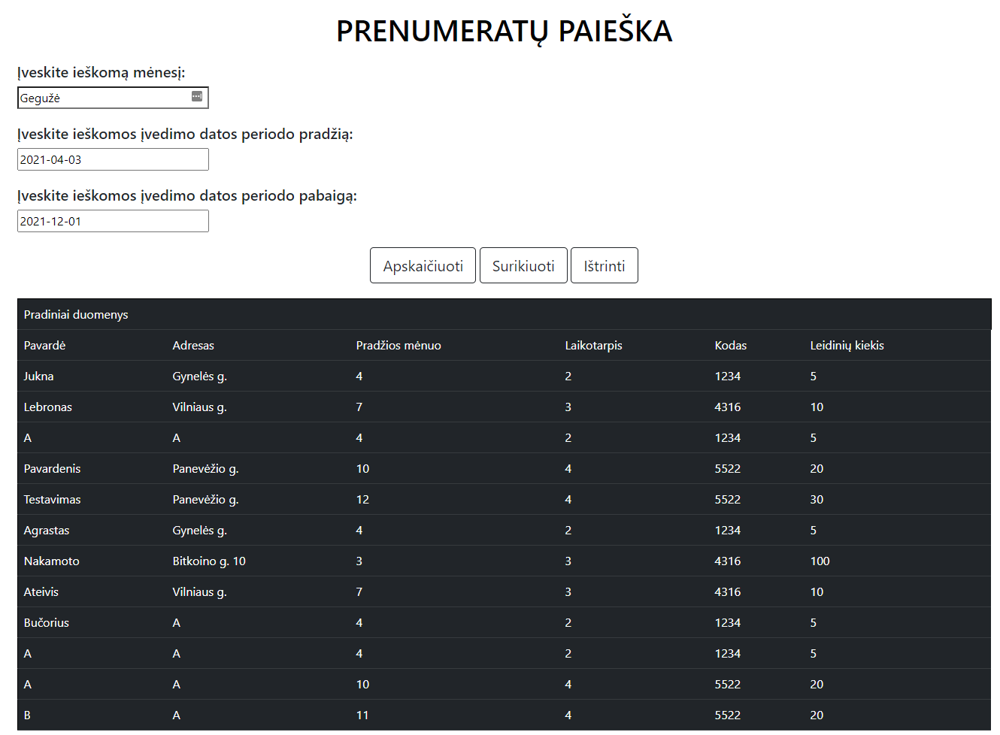 PRENUMERATŲ PAIEŠKA
Įveskite ieškomą mėnesį:
Gegužė
Įveskite ieškomos įvedimo datos periodo pradžią:
2021-04-03
Įveskite ieškomos įvedimo datos periodo pabaigą:
2021-12-01
Apskaičiuoti Surikiuoti Ištrinti
Pradiniai duomenys
Pavardė Adresas Pradžios mėnuo Laikotarpis Kodas Leidinių kiekis
Jukna Gynelės g. 4 2 1234 5
Lebronas Vilniaus g. 7 3 4316 10
A A 4 2 1234 5
Pavardenis Panevėžio g. 10 4 5522 20
Testavimas Panevėžio g. 12 4 5522 30
Agrastas Gynelės g. 4 2 1234 5
Nakamoto Bitkoino g. 10 3 3 4316 100
Ateivis Vilniaus g. 7 3 4316 10
Bučorius A 4 2 1234 5
A A 4 2 1234 5
A A 10 4 5522 20
B A 11 4 5522 20